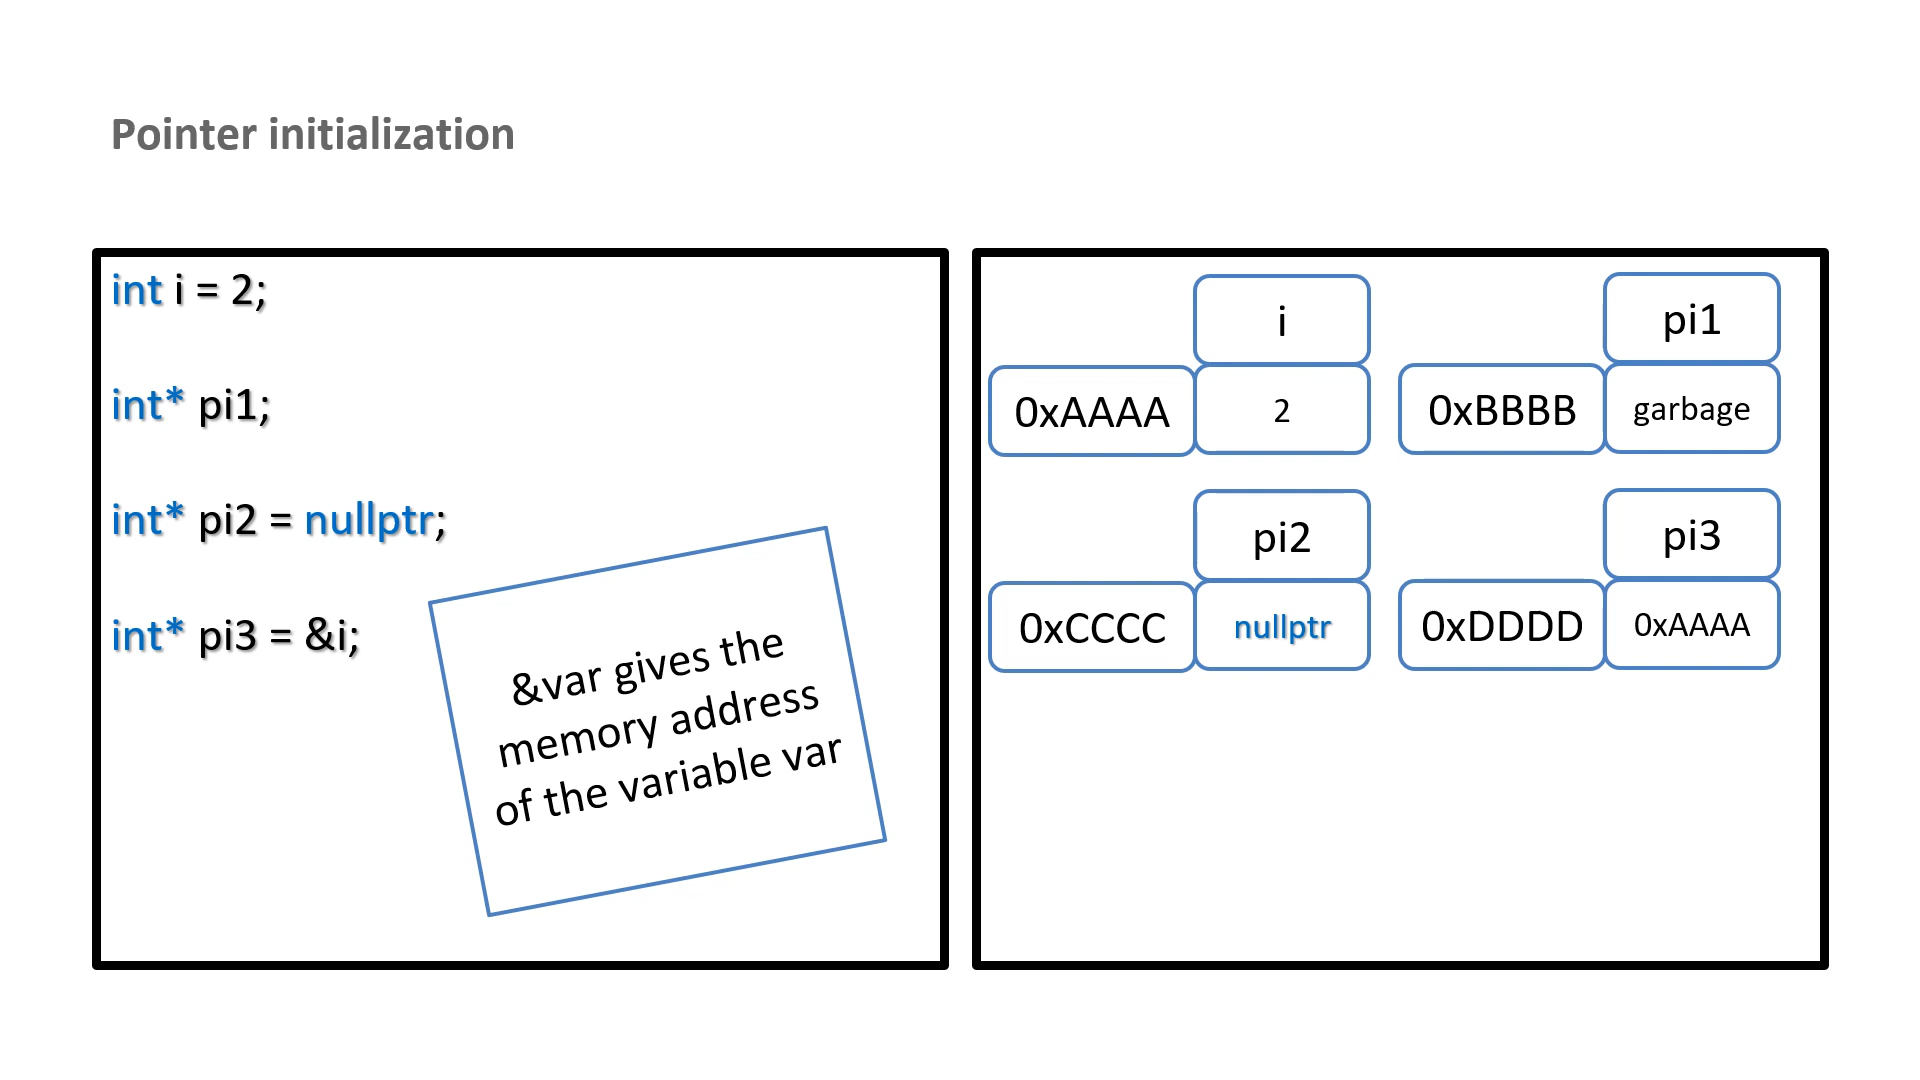 Pointer initialization
int i = 2;
int* pi1;
int* pi2 = nullptr;
int* pi3 = &i;
&var gives the
memory address
of the variable var
i
0xAAAA
2
pi1
0xBBBB
garbage
pi2
0xCCCC
nullptr
pi3
0xDDDD
0xAAAA